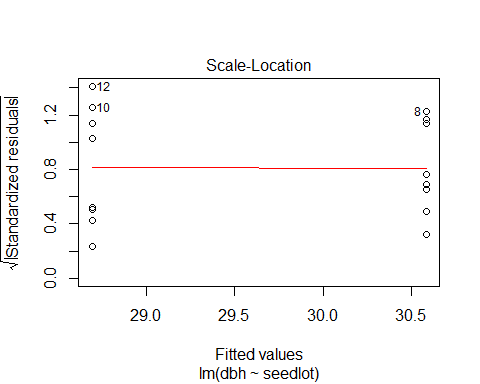 Scale-Location
√|Standardized residuals|
0.0 0.4 0.8 1.2
12
10
8
29.0 29.5 30.0 30.5
Fitted values
lm(dbh ~ seedlot)